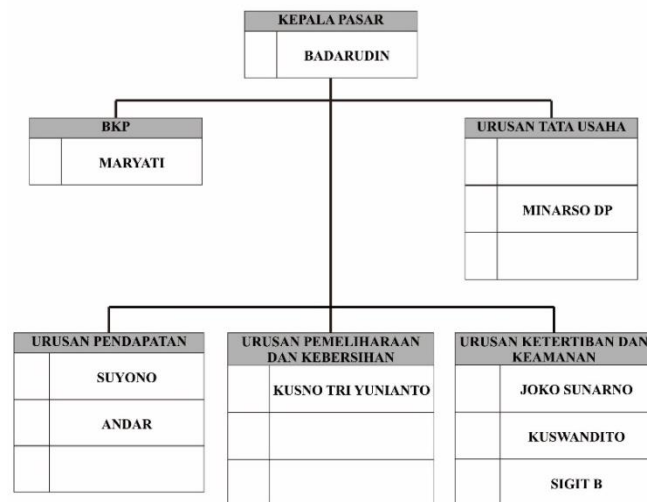 KEPALA PASAR
BADARUDIN
BKP
MARYATI
URUSAN TATA USAHA
MINARSO DP
URUSAN PENDAPATAN
SUYONO
ANDAR
URUSAN PEMELIHARAAN
DAN KEBERSIHAN
KUSNO TRI YUNIANTO
URUSAN KETERTIBAN DAN
KEAMANAN
JOKO SUNARNO
KUSWANDITO
SIGIT B